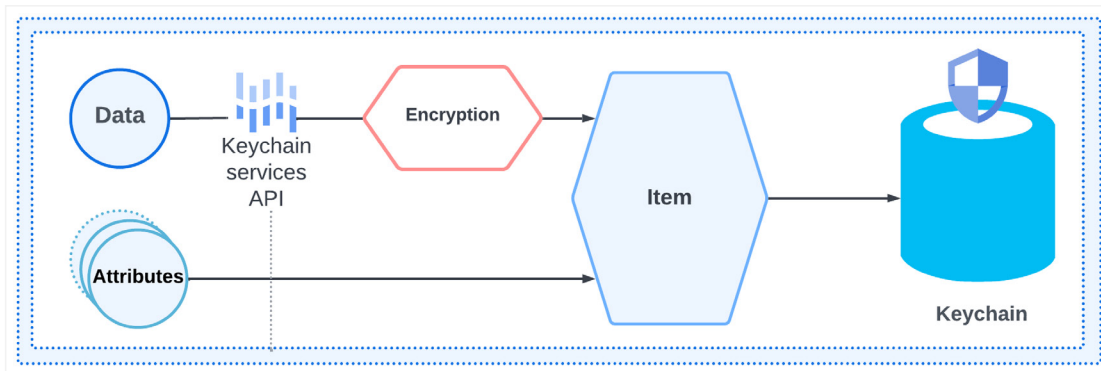 Data
Keychain
services
API
Encryption
Item
Attributes
Keychain